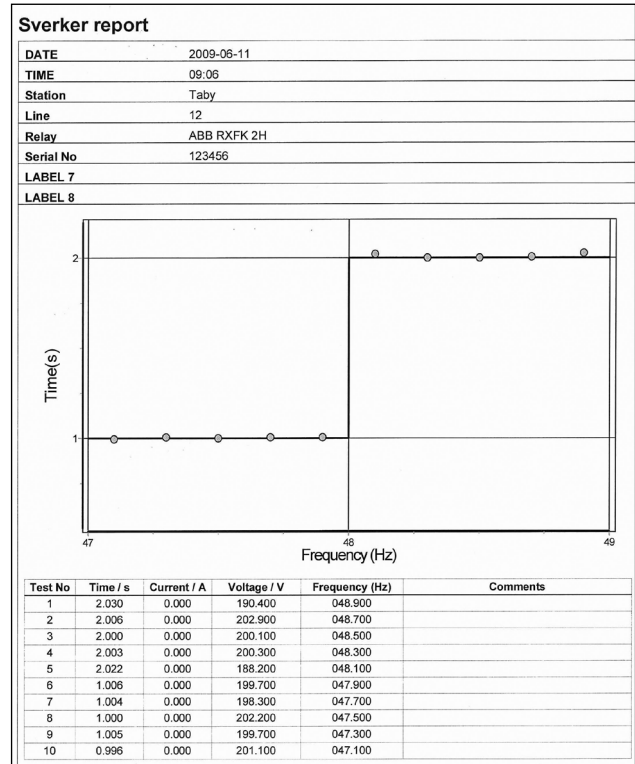 Sverker report
DATE 2009-06-11
TIME 09:06
Station Taby
Line 12
Relay ABB RXFK 2H
Serial No 123456
LABEL 7
LABEL 8
2
Time(s)
1
47 48 49
Frequency (Hz)
Test No Time / s Current / A Voltage / V Frequency (Hz) Comments
1 2.030 0.000 190.400 048.900
2 2.006 0.000 202.900 048.700
3 2.000 0.000 200.100 048.500
4 2.003 0.000 200.300 048.300
5 2.022 0.000 188.200 048.100
6 1.006 0.000 199.700 047.900
7 1.004 0.000 198.300 047.700
8 1.000 0.000 202.200 047.500
9 1.005 0.000 199.700 047.300
10 0.996 0.000 201.100 047.100